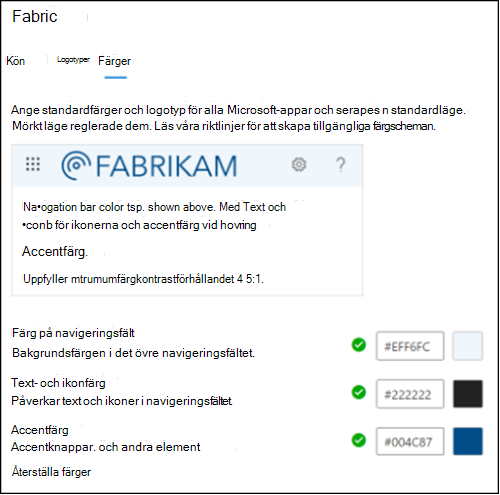 Fabric
Kön Logotyper Färger
Ange standardfärger och logotyp för alla Microsoft-appar och serapes n standardläge.
Mörkt läge reglerade dem. Läs våra riktlinjer för att skapa tillgängliga färgscheman.
FABRIKAM ?
Na•ogation bar color tsp. shown above. Med Text och
•conb för ikonerna och accentfärg vid hovring
Accentfärg.
Uppfyller mtrumumfärgkontrastförhållandet 4 5:1.
Färg på navigeringsfält
Bakgrundsfärgen i det övre navigeringsfältet.
#EFF6FC
Text- och ikonfärg
Påverkar text och ikoner i navigeringsfältet.
#222222
Accentfärg
Accentknappar. och andra element
#004C87
Återställa färger